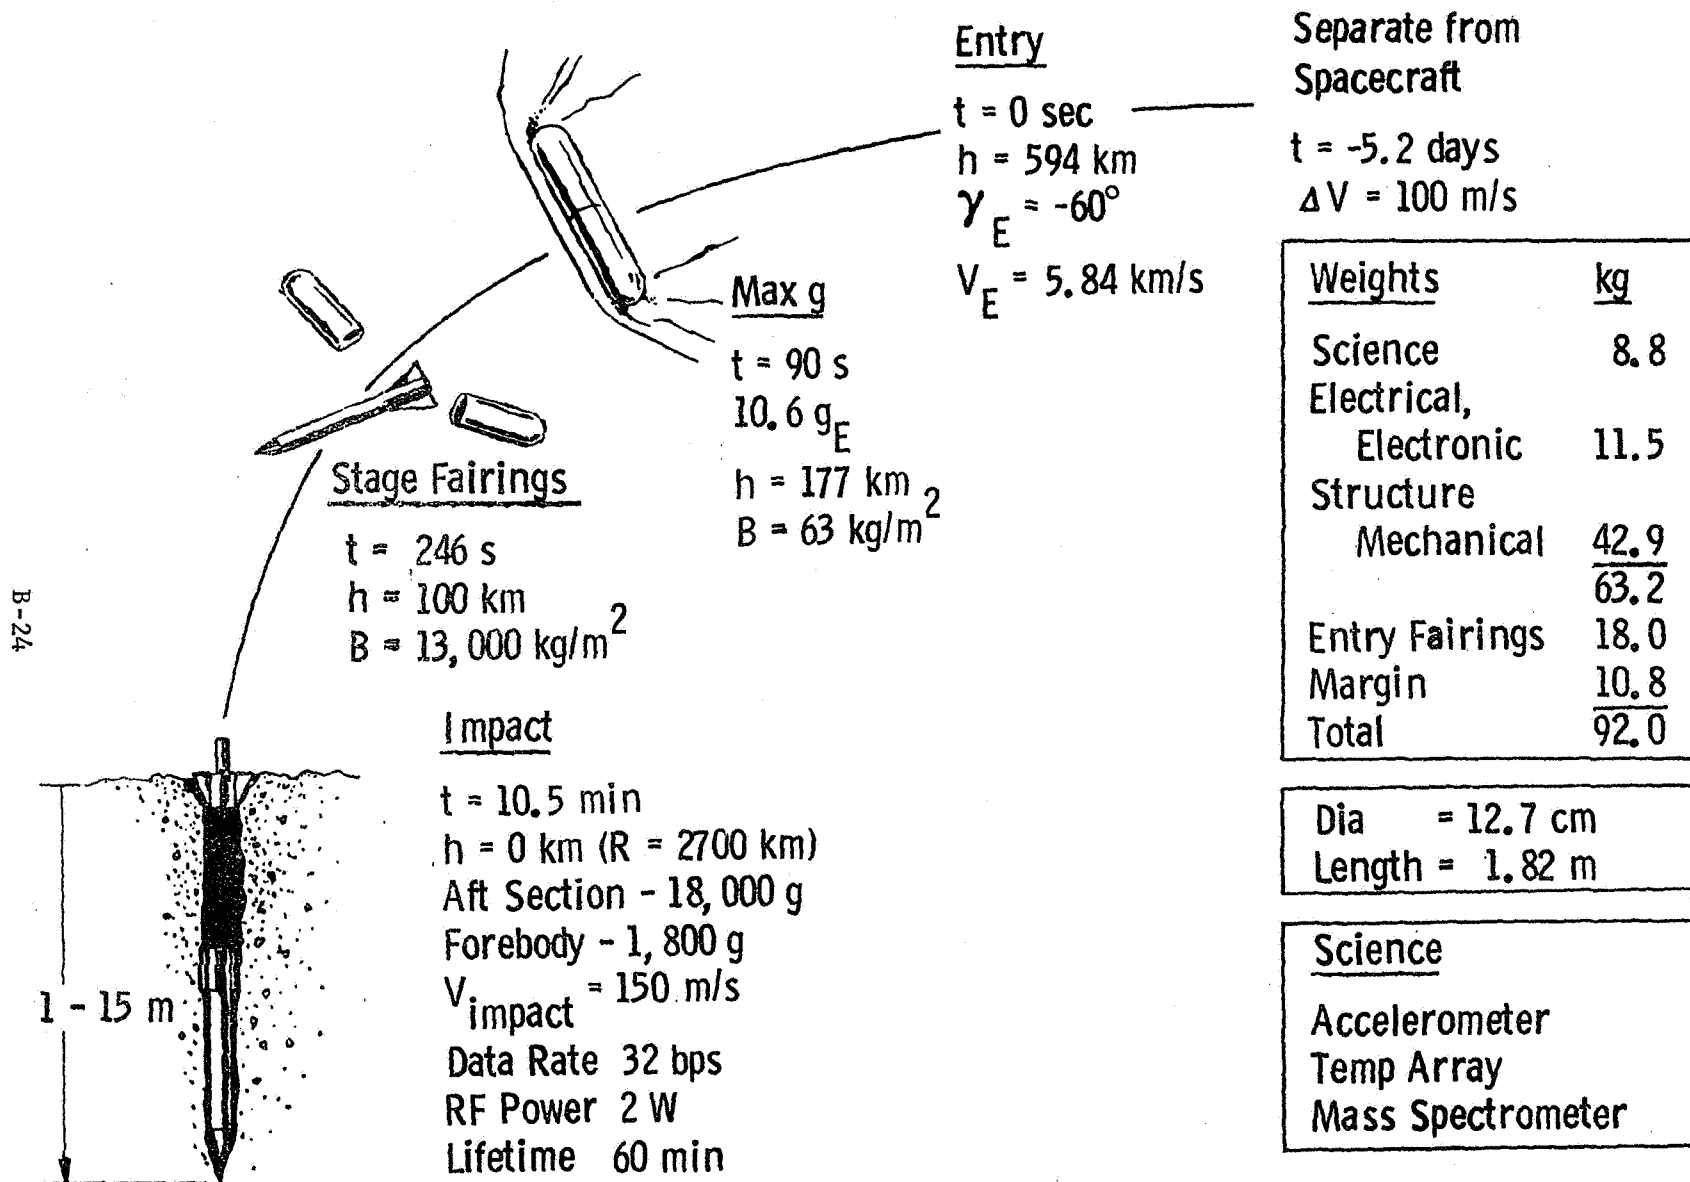 Separate from
Spacecraft
t = -5.2 days
Δ V = 100 m/s
Entry
t = 0 sec
h = 594 km
γE = -60°
VE = 5.84 km/s
Max g
t = 90 s
10.6 gE
h = 177 km
B = 63 kg/m²
Stage Fairings
t = 246 s
h = 100 km
B = 13,000 kg/m²
Impact
t = 10.5 min
h = 0 km (R = 2700 km)
Aft Section - 18,000 g
Forebody - 1,800 g
Vimpact = 150 m/s
Data Rate 32 bps
RF Power 2 W
Lifetime 60 min
1 - 15 m
Weights kg
Science 8.8
Electrical,
Electronic 11.5
Structure
Mechanical 42.9
63.2
Entry Fairings 18.0
Margin 10.8
Total 92.0
Dia = 12.7 cm
Length = 1.82 m
Science
Accelerometer
Temp Array
Mass Spectrometer
B-24